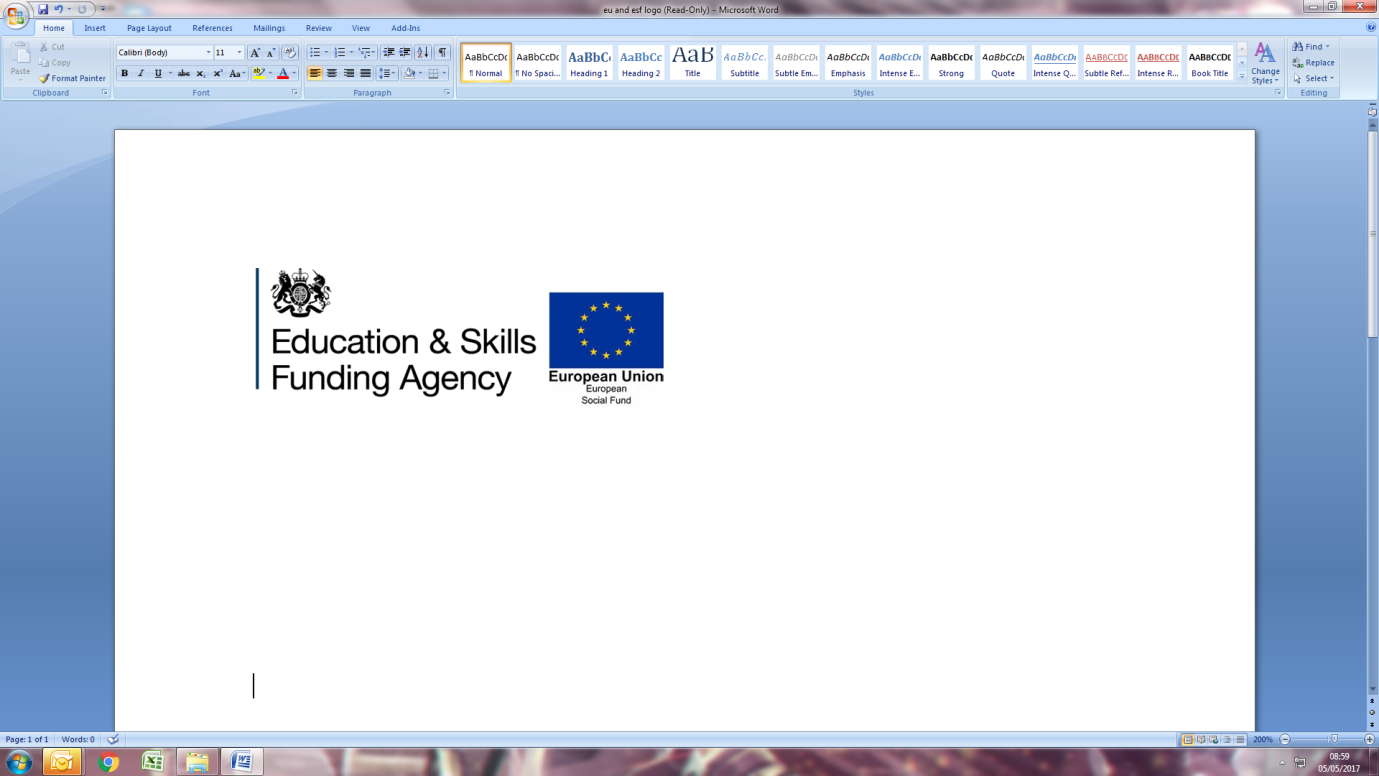 eu and esf logo (Read-Only) - Microsoft Word
Home Insert Page Layout References Mailings Review View Add-Ins
Paste
Cut
Copy
Format Painter
Clipboard
Calibri (Body) 11
B I U abc X₂ X² Aa
Font
Paragraph
AaBbCcDc AaBbCcDc AaBbCc AaBbCc AaB AaBbCc. AaBbCcDc AaBbCcDc AaBbCcDc AaBbCcDc AaBbCcDc AaBbCcDc AABBCCDC AABBCCDC AABBCCDC
¶ Normal ¶ No Spaci... Heading 1 Heading 2 Title Subtitle Subtle Em... Emphasis Intense E... Strong Quote Intense Q... Subtle Ref... Intense R... Book Title
Change
Styles
Styles
Find
Replace
Select
Editing
Education & Skills
Funding Agency
European Union
European
Social Fund
Page: 1 of 1 Words: 0
200%
08:59
05/05/2017